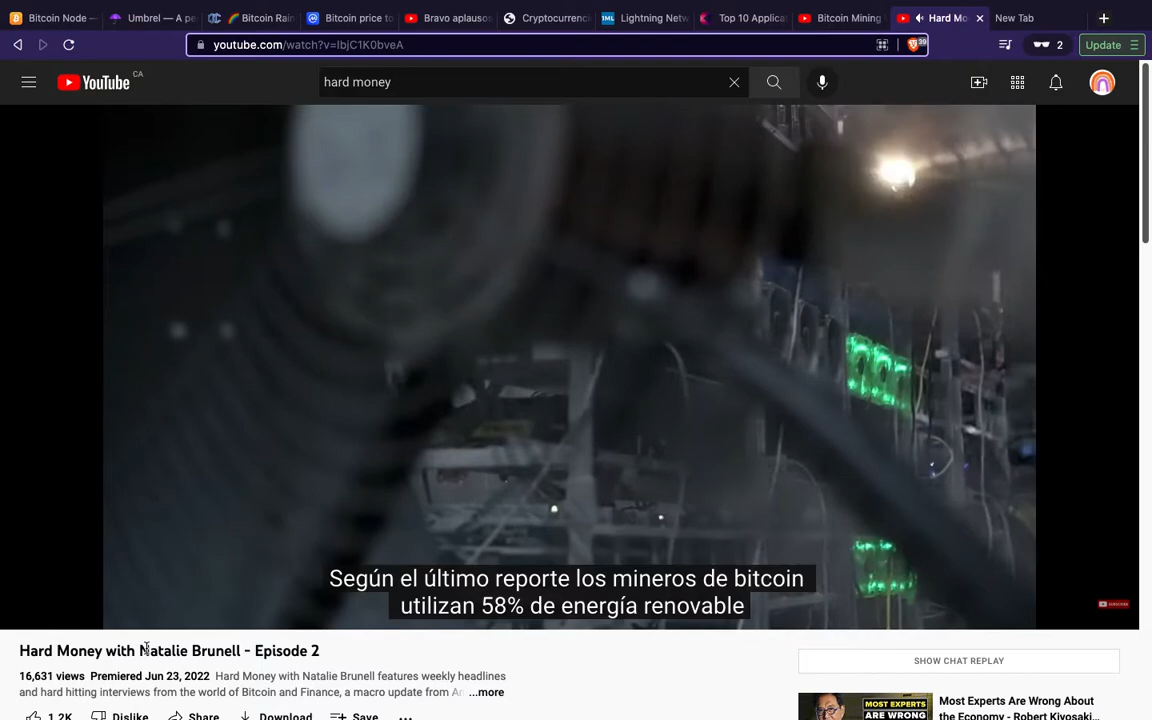 Bitcoin Node —
Umbrel — A pe
Bitcoin Rain
Bitcoin price to
Bravo aplauso
Cryptocurrenc
Lightning Netw
Top 10 Applica
Bitcoin Mining
Hard Mo
New Tab
youtube.com/watch?v=IbjC1K0bveA
39
2
Update
YouTube CA
hard money
Según el último reporte los mineros de bitcoin
utilizan 58% de energía renovable
SUBSCRIBE
Hard Money with Natalie Brunell - Episode 2
16,631 views Premiered Jun 23, 2022 Hard Money with Natalie Brunell features weekly headlines
and hard hitting interviews from the world of Bitcoin and Finance, a macro update from Am ...more
1.2K Dislike Share Download Save
SHOW CHAT REPLAY
MOST EXPERTS
ARE WRONG
Most Experts Are Wrong About
the Economy - Robert Kiyosaki,